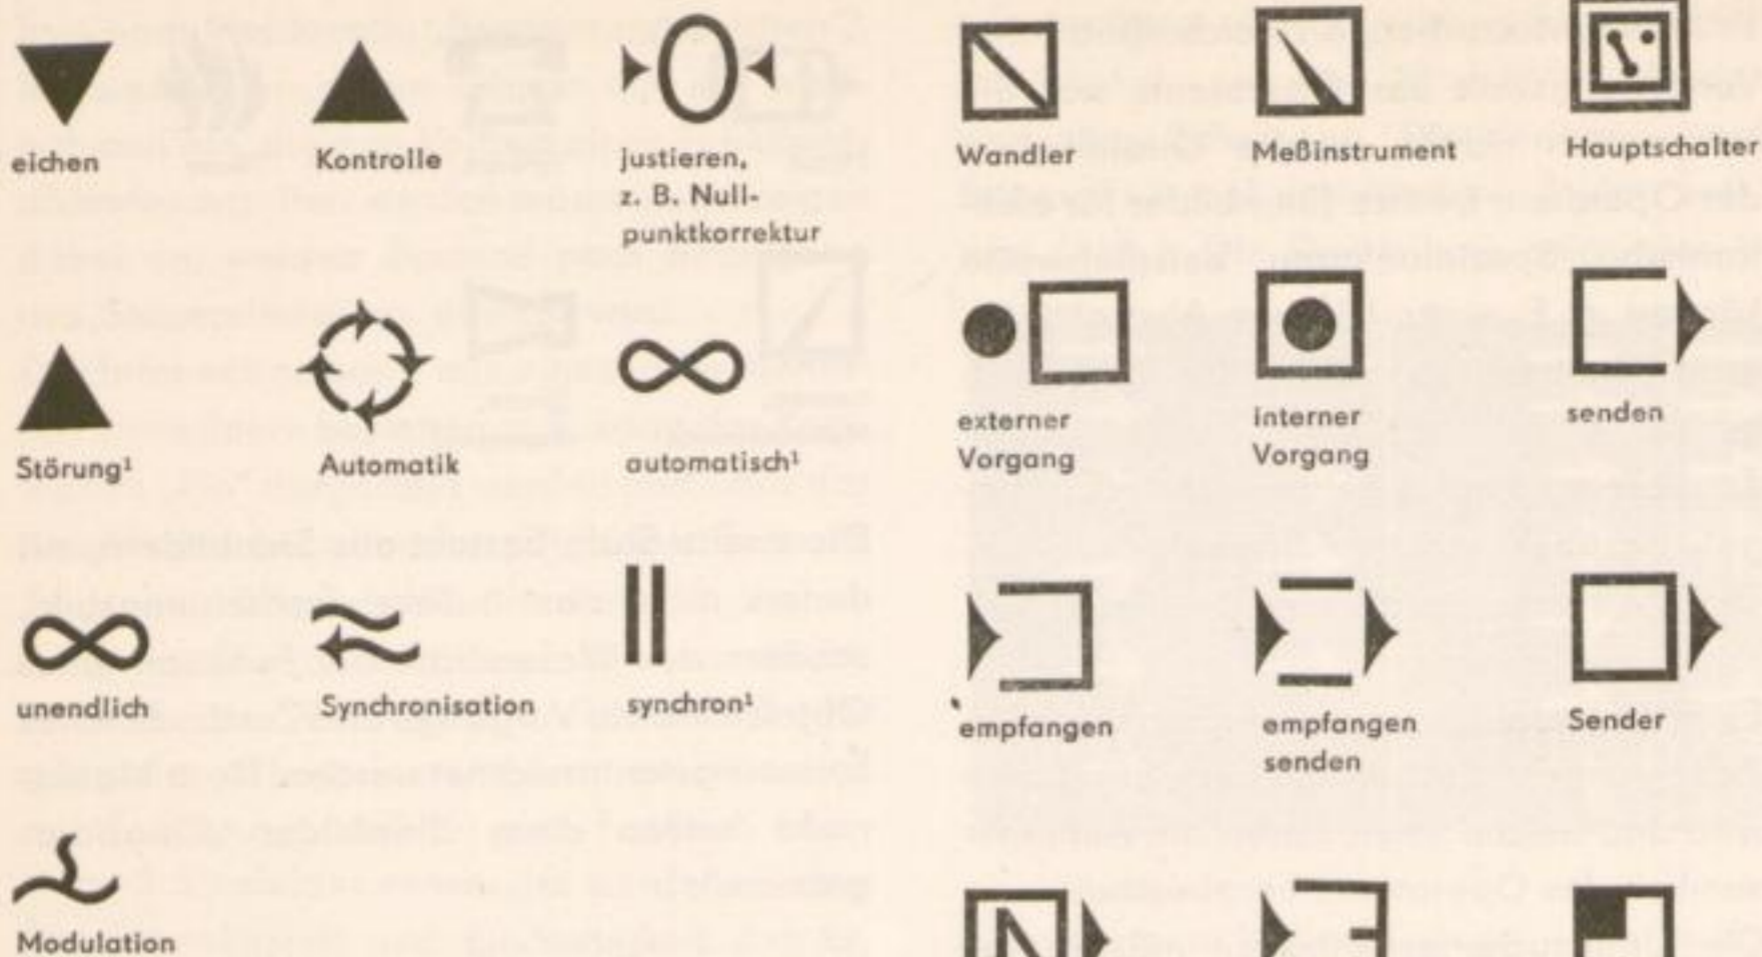 eichen
Kontrolle
justieren,
z. B. Null-
punktkorrektur
Störung¹
Automatik
automatisch¹
unendlich
Synchronisation
synchron¹
Modulation
Wandler
Meßinstrument
Hauptschalter
externer
Vorgang
interner
Vorgang
senden
empfangen
empfangen
senden
Sender